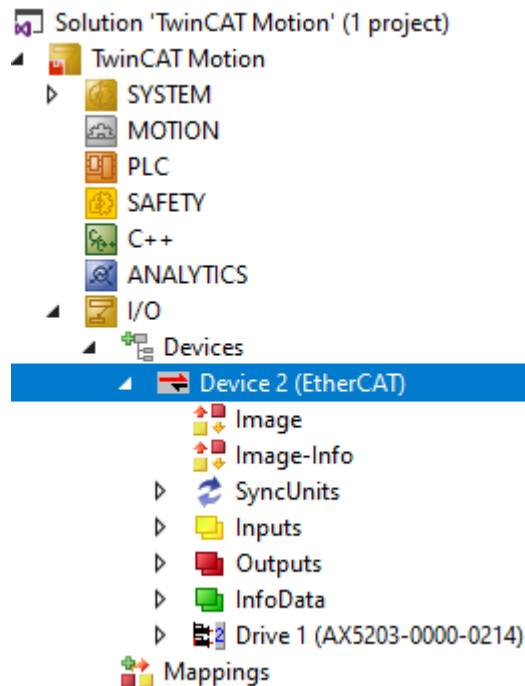 Solution 'TwinCAT Motion' (1 project)
TwinCAT Motion
SYSTEM
MOTION
PLC
SAFETY
C++
ANALYTICS
I/O
Devices
Device 2 (EtherCAT)
Image
Image-Info
SyncUnits
Inputs
Outputs
InfoData
Drive 1 (AX5203-0000-0214)
Mappings